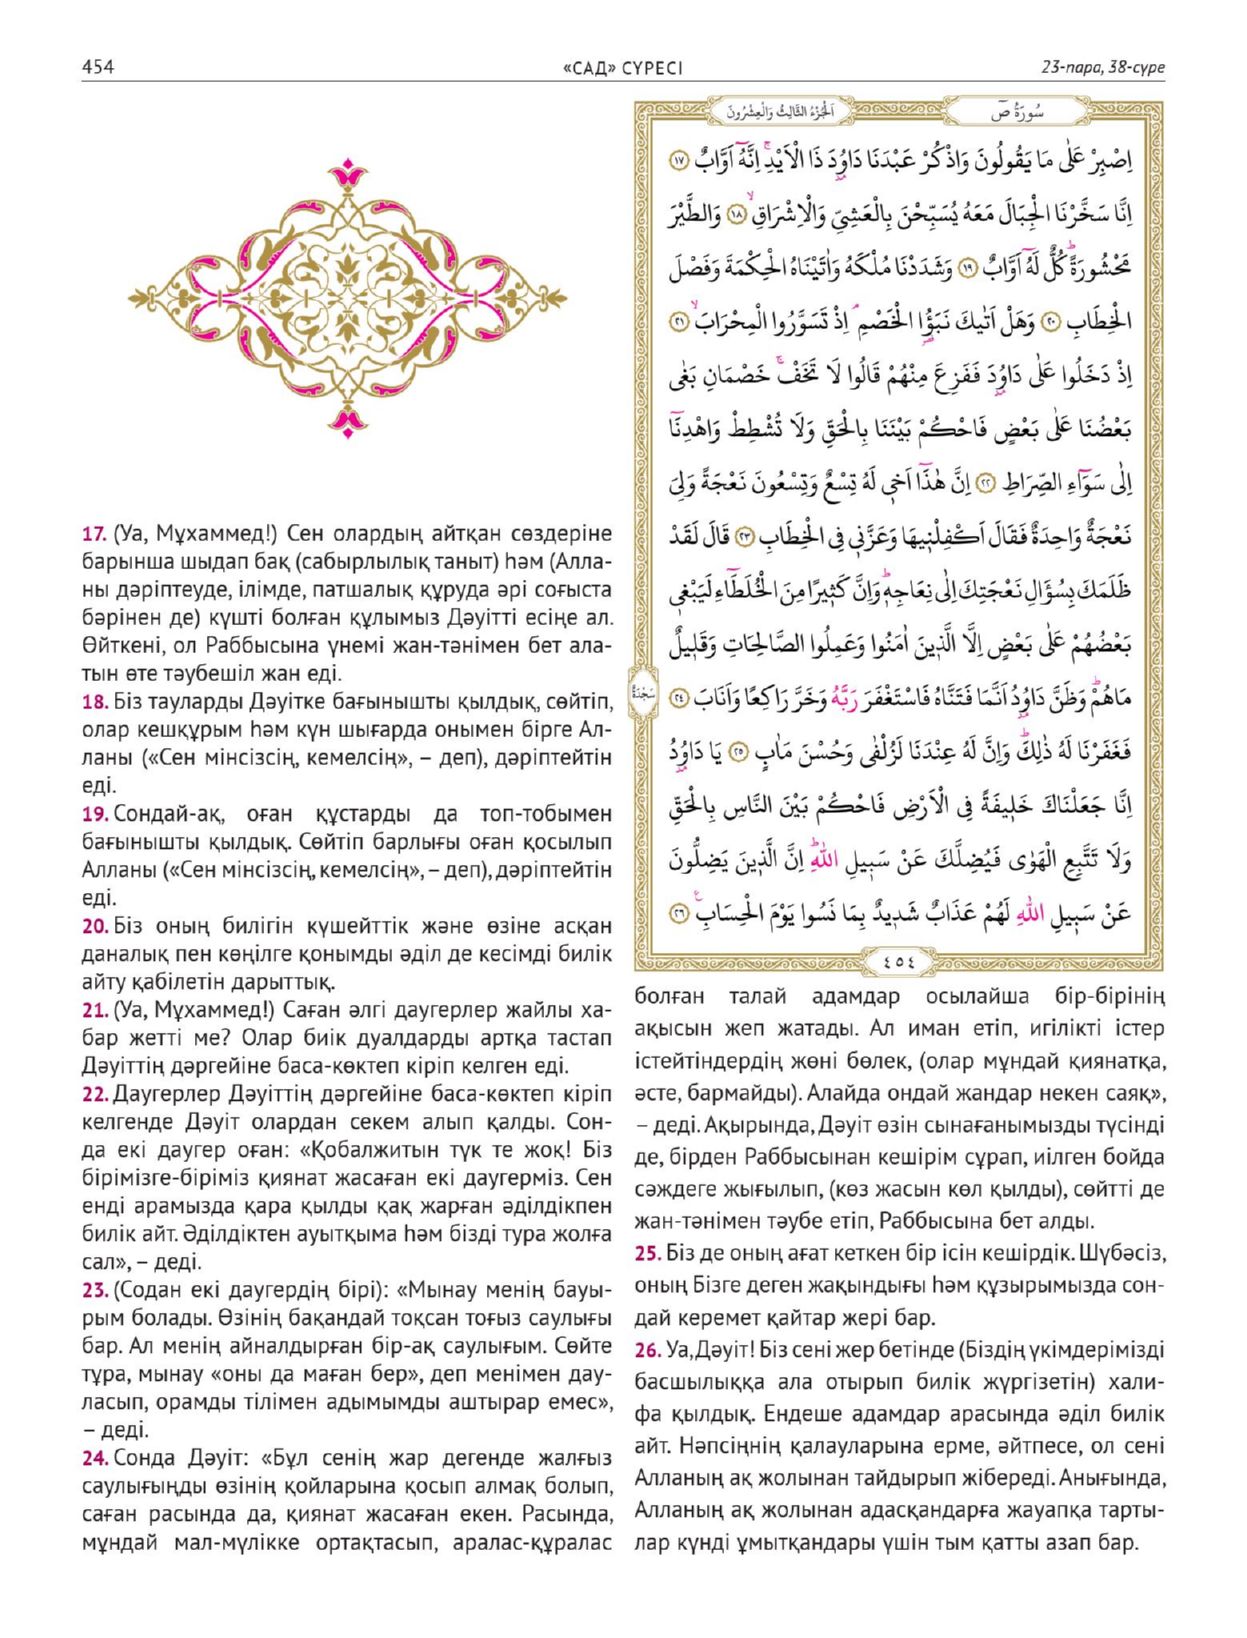 454
«САД» СҮРЕСІ
23-пара, 38-сүре
اَلْجُزْءُ الثَّالِثُ وَالْعِشْرُونَ
سُورَةُ صٓ
اِصْبِرْ عَلٰى مَا يَقُولُونَ وَاذْكُرْ عَبْدَنَا دَاوُ۫دَ ذَا الْاَيْدِۚ اِنَّهُٓ اَوَّابٌ ﴿١٧﴾
اِنَّا سَخَّرْنَا الْجِبَالَ مَعَهُ يُسَبِّحْنَ بِالْعَشِيِّ وَالْاِشْرَاقِۙ ﴿١٨﴾ وَالطَّيْرَ
مَحْشُورَةًۜ كُلٌّ لَهُٓ اَوَّابٌ ﴿١٩﴾ وَشَدَدْنَا مُلْكَهُ وَاٰتَيْنَاهُ الْحِكْمَةَ وَفَصْلَ
الْخِطَابِ ﴿٢٠﴾ وَهَلْ اَتٰيكَ نَبَؤُ۬ا الْخَصْمِۢ اِذْ تَسَوَّرُوا الْمِحْرَابَۙ ﴿٢١﴾
اِذْ دَخَلُوا عَلٰى دَاوُ۫دَ فَفَزِعَ مِنْهُمْ قَالُوا لَا تَخَفْۚ خَصْمَانِ بَغٰى
بَعْضُنَا عَلٰى بَعْضٍ فَاحْكُمْ بَيْنَنَا بِالْحَقِّ وَلَا تُشْطِطْ وَاهْدِنَٓا
اِلٰى سَوَٓاءِ الصِّرَاطِ ﴿٢٢﴾ اِنَّ هٰذَٓا اَخ۪ي لَهُ تِسْعٌ وَتِسْعُونَ نَعْجَةً وَلِيَ
نَعْجَةٌ وَاحِدَةٌ فَقَالَ اَكْفِلْن۪يهَا وَعَزَّن۪ي فِي الْخِطَابِ ﴿٢٣﴾ قَالَ لَقَدْ
ظَلَمَكَ بِسُؤَالِ نَعْجَتِكَ اِلٰى نِعَاجِه۪ۜ وَاِنَّ كَث۪يرًا مِنَ الْخُلَطَٓاءِ لَيَبْغ۪ي
بَعْضُهُمْ عَلٰى بَعْضٍ اِلَّا الَّذ۪ينَ اٰمَنُوا وَعَمِلُوا الصَّالِحَاتِ وَقَل۪يلٌ
مَا هُمْۜ وَظَنَّ دَاوُ۫دُ اَنَّمَا فَتَنَّاهُ فَاسْتَغْفَرَ رَبَّهُ وَخَرَّ رَاكِعًا وَاَنَابَ ﴿٢٤﴾
سَجْدَةٌ
فَغَفَرْنَا لَهُ ذٰلِكَۜ وَاِنَّ لَهُ عِنْدَنَا لَزُلْفٰى وَحُسْنَ مَاٰبٍ ﴿٢٥﴾ يَا دَاوُ۫دُ
اِنَّا جَعَلْنَاكَ خَل۪يفَةً فِي الْاَرْضِ فَاحْكُمْ بَيْنَ النَّاسِ بِالْحَقِّ
وَلَا تَتَّبِعِ الْهَوٰى فَيُضِلَّكَ عَنْ سَب۪يلِ اللّٰهِۜ اِنَّ الَّذ۪ينَ يَضِلُّونَ
عَنْ سَب۪يلِ اللّٰهِ لَهُمْ عَذَابٌ شَد۪يدٌ بِمَا نَسُوا يَوْمَ الْحِسَابِ۟ ﴿٢٦﴾
٤٥٤
17. (Уа, Мұхаммед!) Сен олардың айтқан сөздеріне
барынша шыдап бақ (сабырлылық таныт) һәм (Алла-
ны дәріптеуде, ілімде, патшалық құруда әрі соғыста
бәрінен де) күшті болған құлымыз Дәуітті есіңе ал.
Өйткені, ол Раббысына үнемі жан-тәнімен бет ала-
тын өте тәубешіл жан еді.
18. Біз тауларды Дәуітке бағынышты қылдық, сөйтіп,
олар кешқұрым һәм күн шығарда онымен бірге Ал-
ланы («Сен мінсізсің, кемелсің», – деп), дәріптейтін
еді.
19. Сондай-ақ, оған құстарды да топ-тобымен
бағынышты қылдық. Сөйтіп барлығы оған қосылып
Алланы («Сен мінсізсің, кемелсің», – деп), дәріптейтін
еді.
20. Біз оның билігін күшейттік және өзіне асқан
даналық пен көңілге қонымды әділ де кесімді билік
айту қабілетін дарыттық.
21. (Уа, Мұхаммед!) Саған әлгі даугерлер жайлы ха-
бар жетті ме? Олар биік дуалдарды артқа тастап
Дәуіттің дәргейіне баса-көктеп кіріп келген еді.
22. Даугерлер Дәуіттің дәргейіне баса-көктеп кіріп
келгенде Дәуіт олардан секем алып қалды. Сон-
да екі даугер оған: «Қобалжитын түк те жоқ! Біз
бірімізге-біріміз қиянат жасаған екі даугерміз. Сен
енді арамызда қара қылды қақ жарған әділдікпен
билік айт. Әділдіктен ауытқыма һәм бізді тура жолға
сал», – деді.
23. (Содан екі даугердің бірі): «Мынау менің бауы-
рым болады. Өзінің бақандай тоқсан тоғыз саулығы
бар. Ал менің айналдырған бір-ақ саулығым. Сөйте
тұра, мынау «оны да маған бер», деп менімен дау-
ласып, орамды тілімен адымымды аштырар емес»,
– деді.
24. Сонда Дәуіт: «Бұл сенің жар дегенде жалғыз
саулығыңды өзінің қойларына қосып алмақ болып,
саған расында да, қиянат жасаған екен. Расында,
мұндай мал-мүлікке ортақтасып, аралас-құралас
болған талай адамдар осылайша бір-бірінің
ақысын жеп жатады. Ал иман етіп, игілікті істер
істейтіндердің жөні бөлек, (олар мұндай қиянатқа,
әсте, бармайды). Алайда ондай жандар некен саяқ»,
– деді. Ақырында, Дәуіт өзін сынағанымызды түсінді
де, бірден Раббысынан кешірім сұрап, иілген бойда
сәждеге жығылып, (көз жасын көл қылды), сөйтті де
жан-тәнімен тәубе етіп, Раббысына бет алды.
25. Біз де оның ағат кеткен бір ісін кешірдік. Шүбәсіз,
оның Бізге деген жақындығы һәм құзырымызда сон-
дай керемет қайтар жері бар.
26. Уа, Дәуіт! Біз сені жер бетінде (Біздің үкімдерімізді
басшылыққа ала отырып билік жүргізетін) хали-
фа қылдық. Ендеше адамдар арасында әділ билік
айт. Нәпсіңнің қалауларына ерме, әйтпесе, ол сені
Алланың ақ жолынан тайдырып жібереді. Анығында,
Алланың ақ жолынан адасқандарға жауапқа тарты-
лар күнді ұмытқандары үшін тым қатты азап бар.